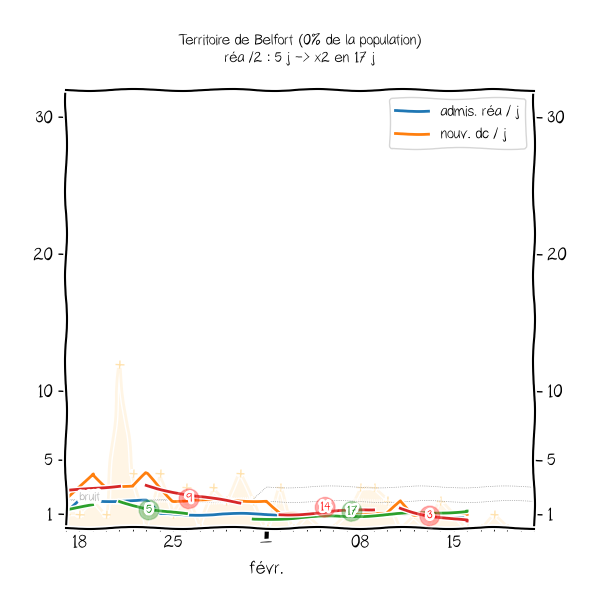 Territoire de Belfort (0% de la population)
réa /2 : 5 j -> x2 en 17 j
admis. réa / j
nouv. dc / j
30 30
20 20
10 10
5 5
1 1
bruit
5 9 14 17 3
18 25 1 08 15
févr.